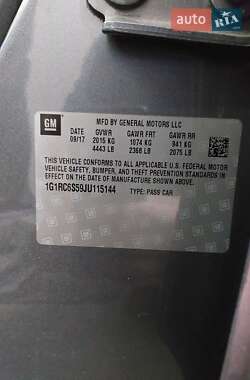 AUTO RIA
GM
MFD BY GENERAL MOTORS LLC
DATE GVWR GAWR FRT GAWR RR
09/17 2015 KG 1074 KG 941 KG
4443 LB 2368 LB 2075 LB
THIS VEHICLE CONFORMS TO ALL APPLICABLE U.S. FEDERAL MOTOR
VEHICLE SAFETY, BUMPER, AND THEFT PREVENTION STANDARDS IN
EFFECT ON THE DATE OF MANUFACTURE SHOWN ABOVE.
1G1RC6S59JU115144
TYPE: PASS CAR